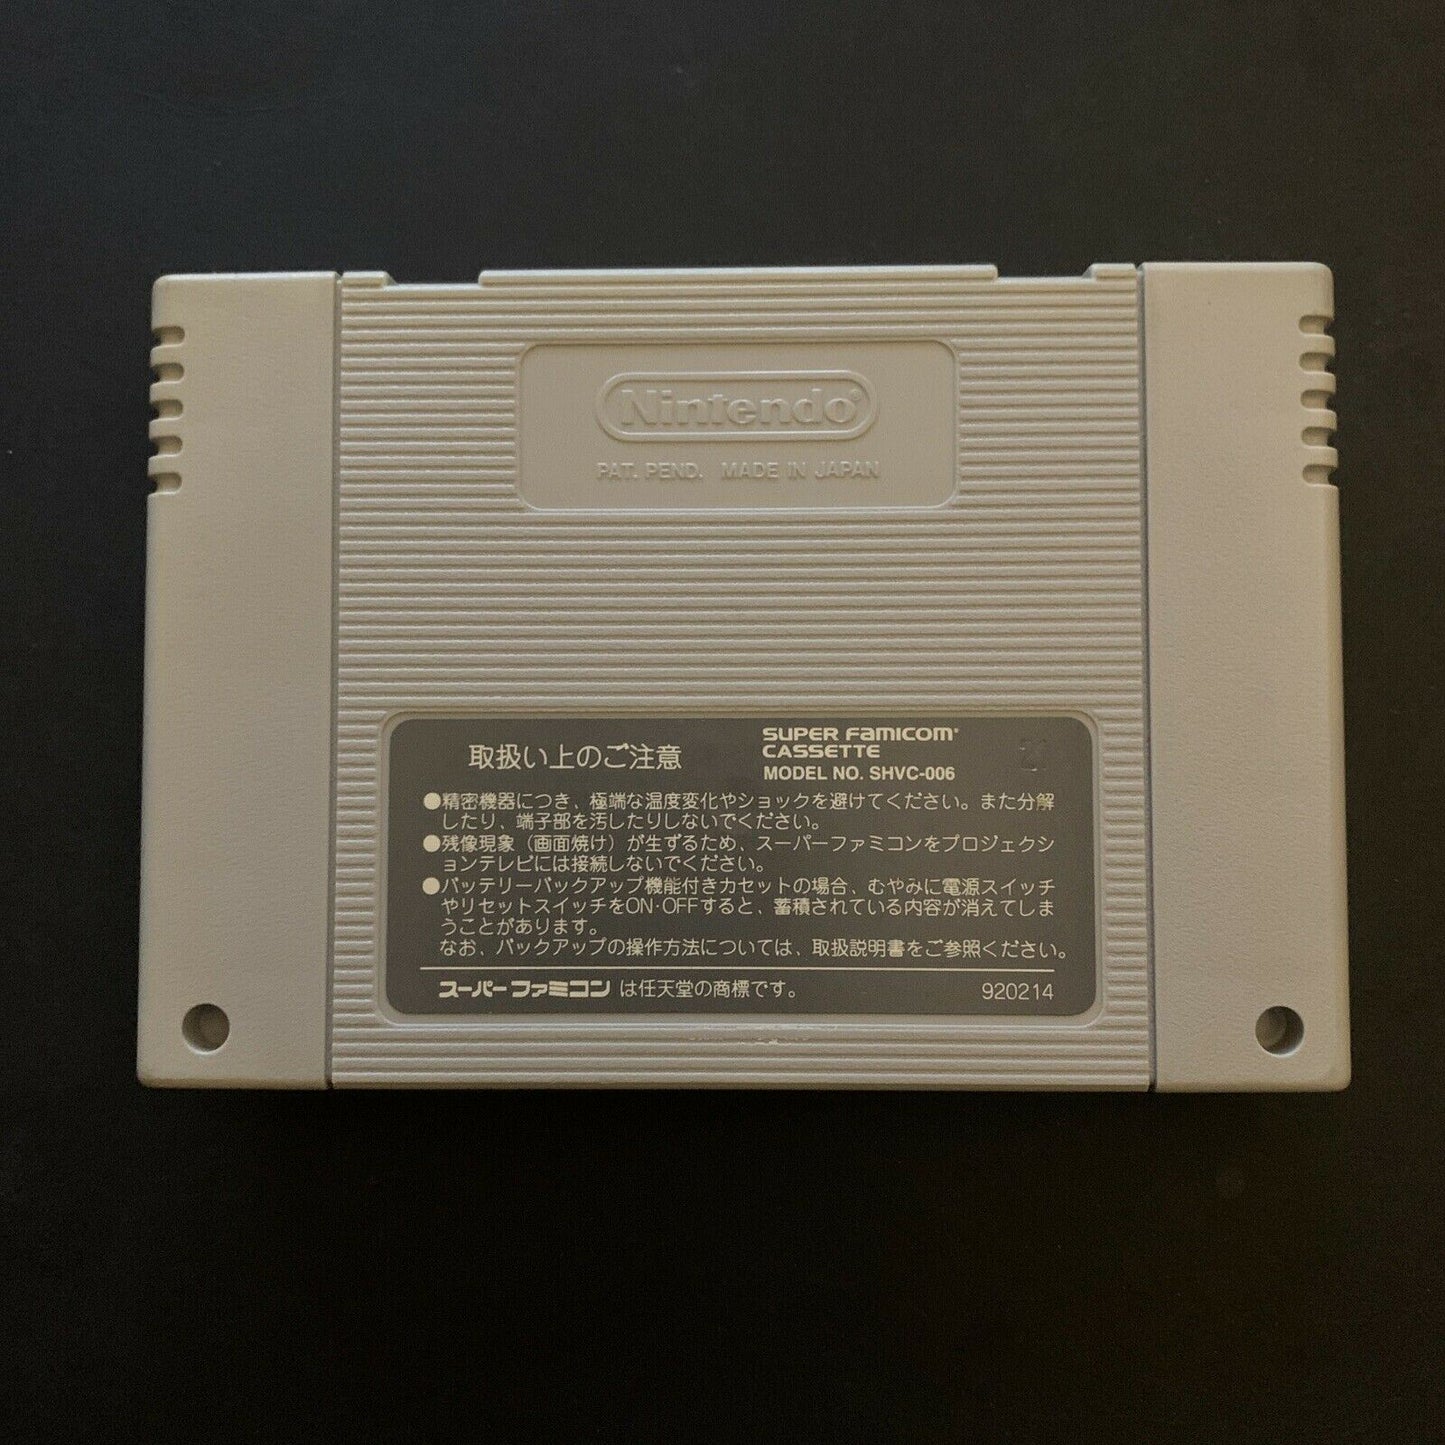 Nintendo®
PAT. PEND. MADE IN JAPAN
取扱い上のご注意
SUPER FAMICOM®
CASSETTE
MODEL NO. SHVC-006
●精密機器につき、極端な温度変化やショックを避けてください。また分解
したり、端子部を汚したりしないでください。
●残像現象（画面焼け）が生ずるため、スーパーファミコンをプロジェクシ
ョンテレビには接続しないでください。
●バッテリーバックアップ機能付きカセットの場合、むやみに電源スイッチ
やリセットスイッチをON·OFFすると、蓄積されている内容が消えてしま
うことがあります。
なお、バックアップの操作方法については、取扱説明書をご参照ください。
スーパーファミコンは任天堂の商標です。
920214